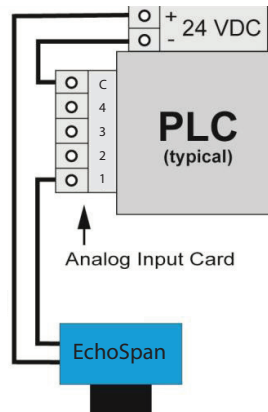 +
- 24 VDC
C
4
3
2
1
PLC
(typical)
Analog Input Card
EchoSpan